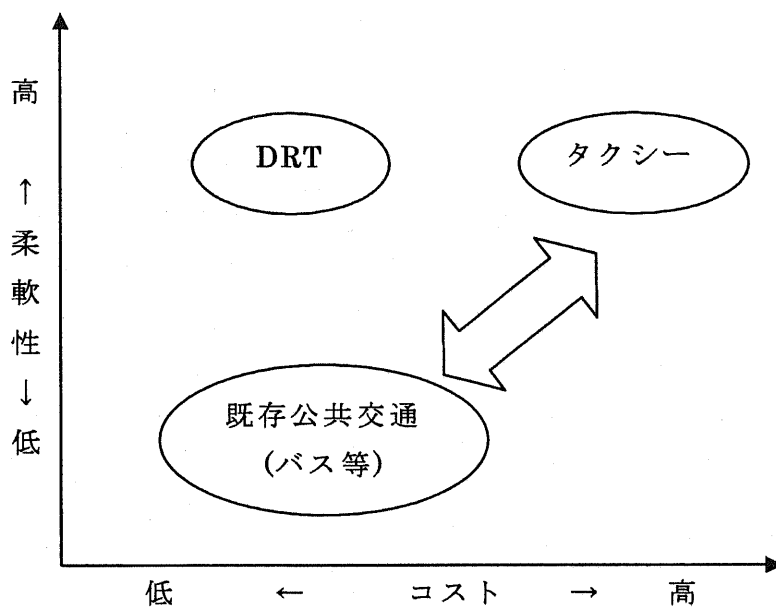 高
↑
柔
軟
性
↓
低
DRT
タクシー
既存公共交通
(バス等)
低 ← コスト → 高